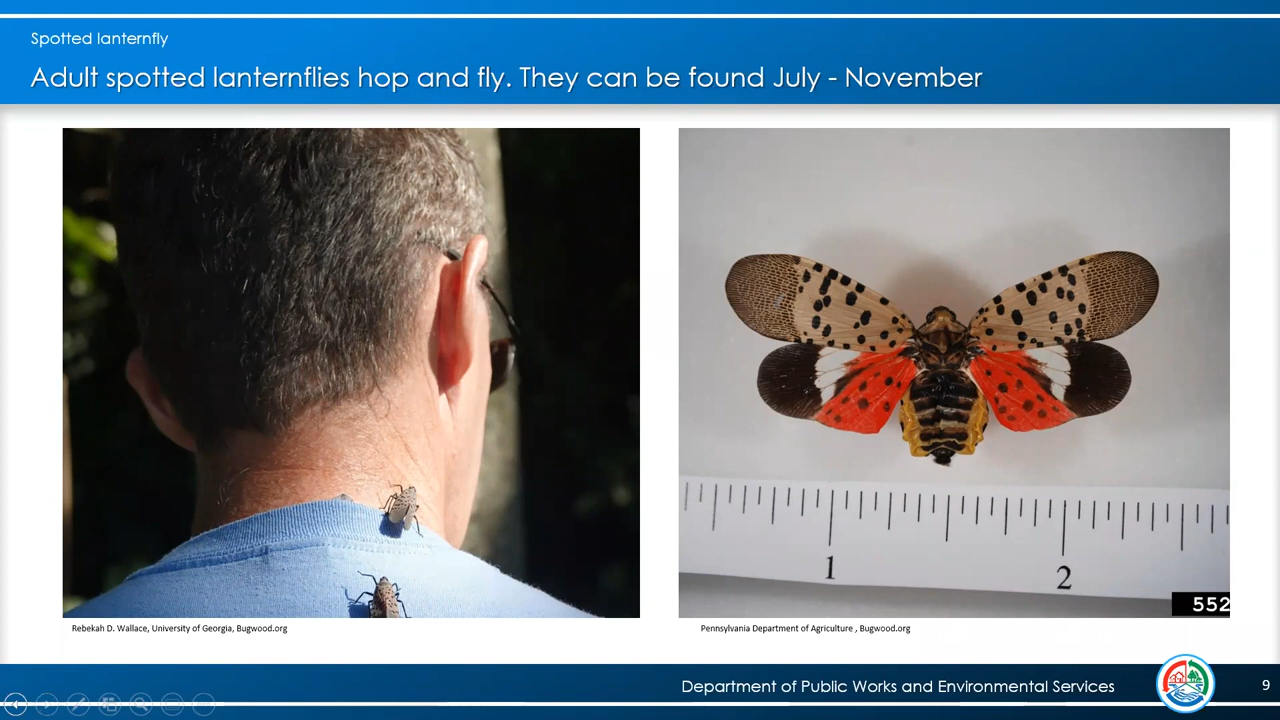 Spotted lanternfly
Adult spotted lanternflies hop and fly. They can be found July - November
1
2
552
Rebekah D. Wallace, University of Georgia, Bugwood.org
Pennsylvania Department of Agriculture , Bugwood.org
Department of Public Works and Environmental Services
9